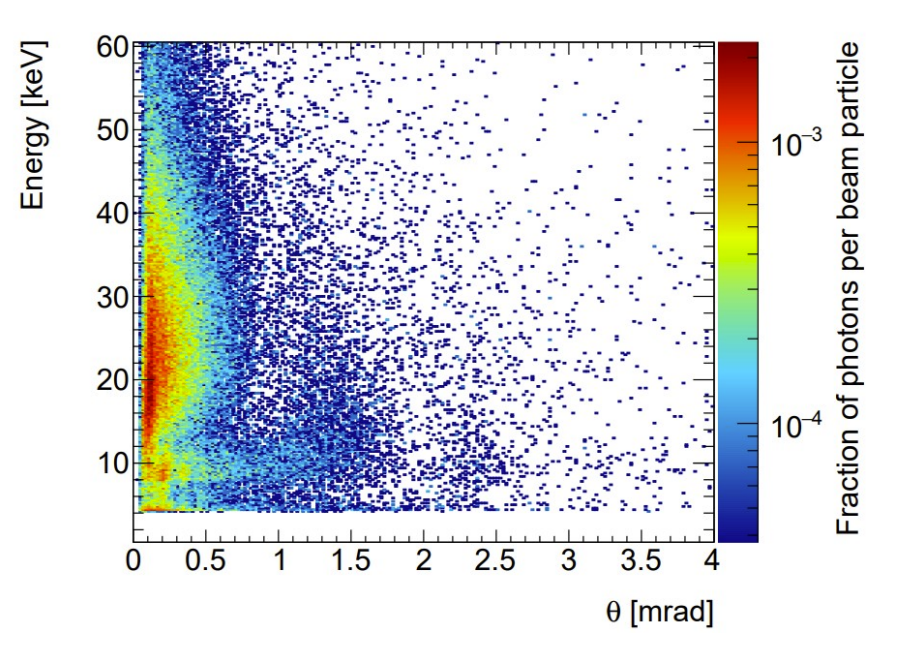 Energy [keV]
60
50
40
30
20
10
0 0.5 1 1.5 2 2.5 3 3.5 4
θ [mrad]
10⁻³
10⁻⁴
Fraction of photons per beam particle